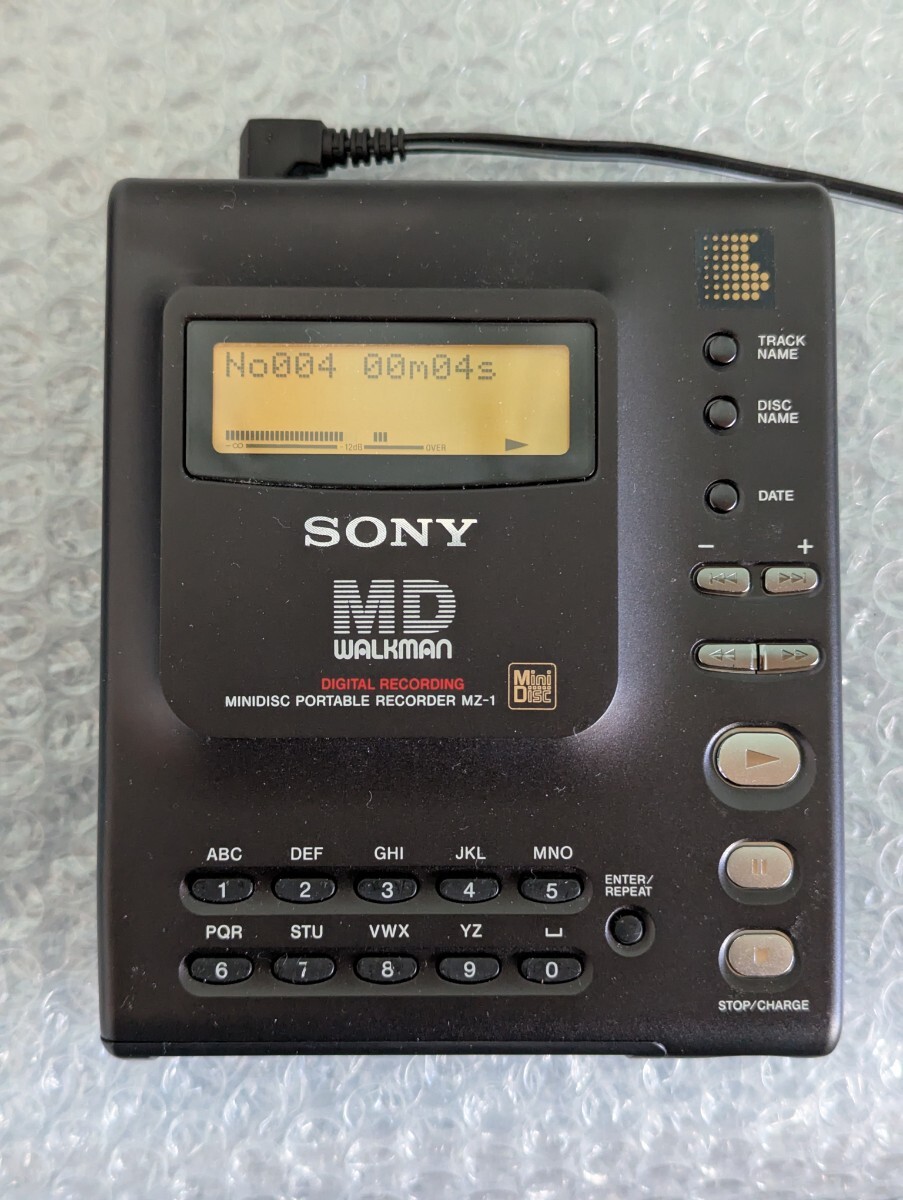 No004 00m04s
-∞ -12dB OVER
SONY
MD
WALKMAN
DIGITAL RECORDING
MINIDISC PORTABLE RECORDER MZ-1
Mini
Disc
TRACK
NAME
DISC
NAME
DATE
- +
ABC DEF GHI JKL MNO
1 2 3 4 5
PQR STU VWX YZ ⌴
6 7 8 9 0
ENTER/
REPEAT
STOP/CHARGE